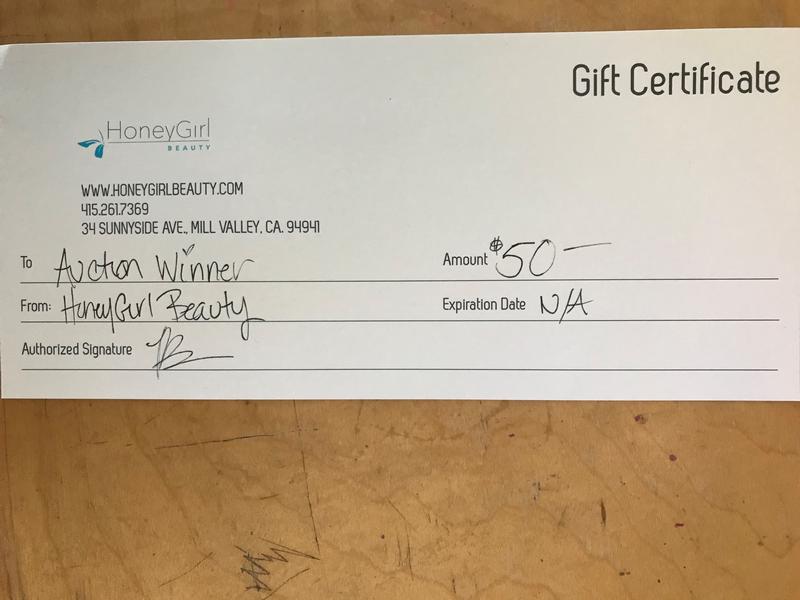 Gift Certificate
HoneyGirl
BEAUTY
WWW.HONEYGIRLBEAUTY.COM
415.261.7369
34 SUNNYSIDE AVE., MILL VALLEY, CA. 94941
To Auction Winner
Amount $50—
From: HoneyGirl Beauty
Expiration Date N/A
Authorized Signature